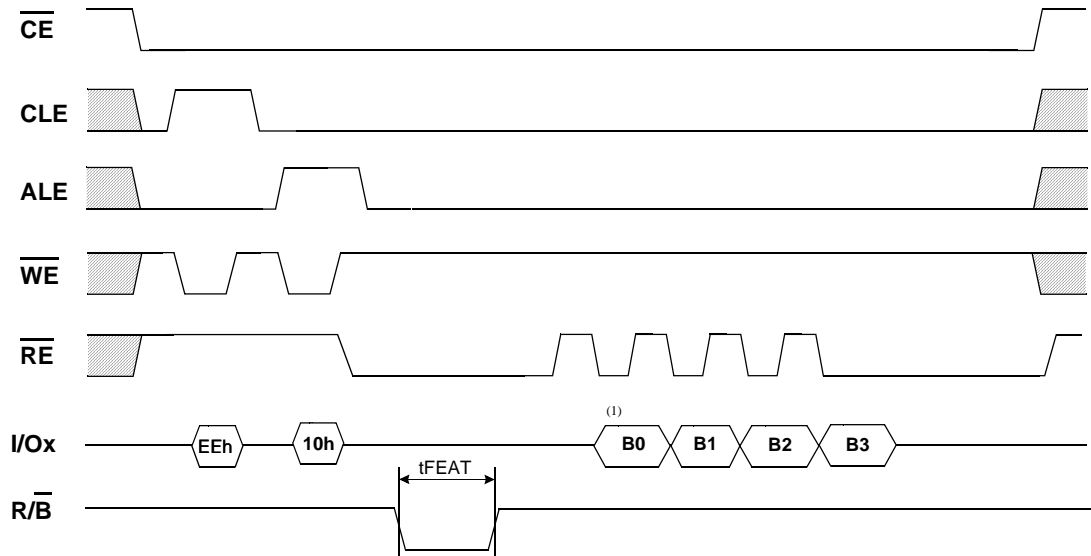 CE
CLE
ALE
WE
RE
(1)
I/Ox EEh 10h B0 B1 B2 B3
tFEAT
R/B